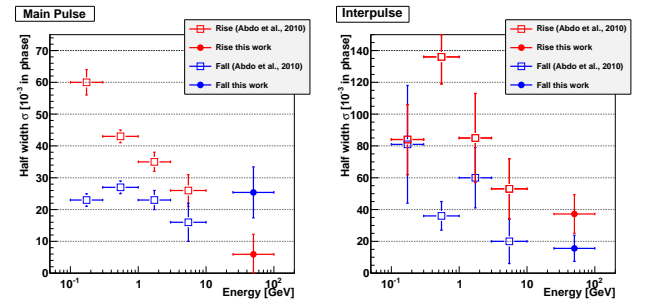 Main Pulse
Half width σ [10⁻³ in phase]
70
60
50
40
30
20
10
0
10⁻¹ 1 10 10²
Energy [GeV]
Rise (Abdo et al., 2010)
Rise this work
Fall (Abdo et al., 2010)
Fall this work
Interpulse
Half width σ [10⁻³ in phase]
140
120
100
80
60
40
20
0
10⁻¹ 1 10 10²
Energy [GeV]
Rise (Abdo et al., 2010)
Rise this work
Fall (Abdo et al., 2010)
Fall this work